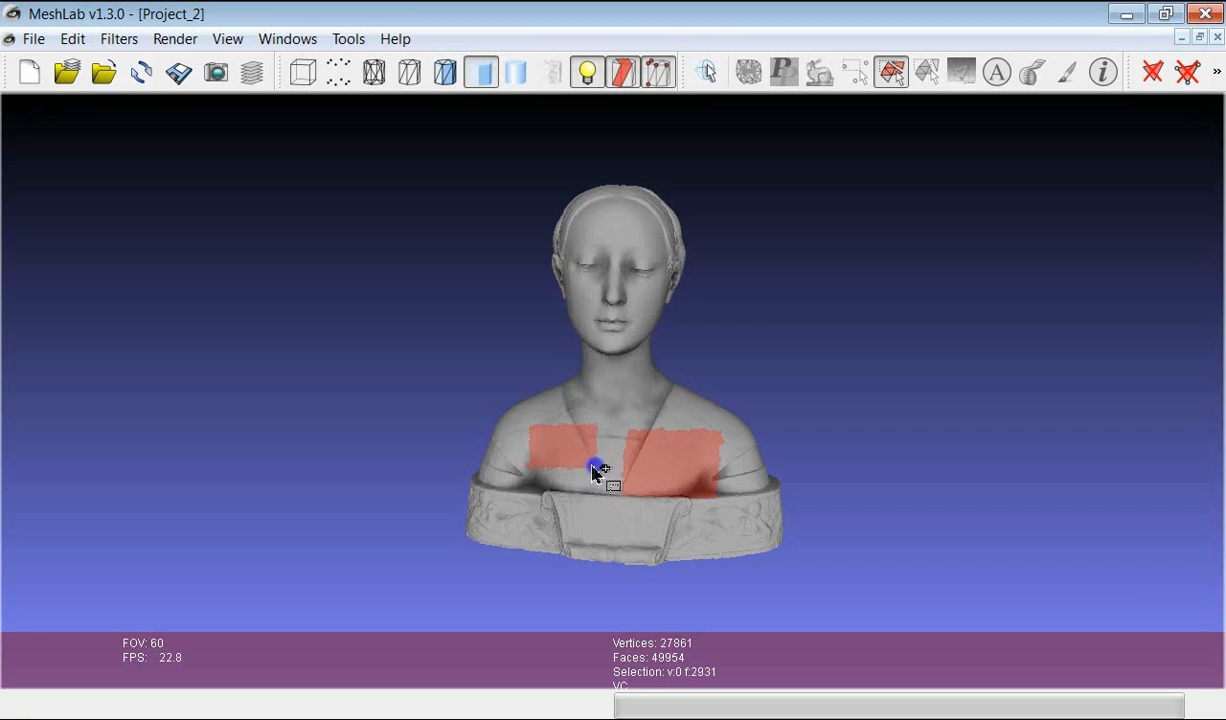 MeshLab v1.3.0 - [Project_2]
File Edit Filters Render View Windows Tools Help
A i »
FOV: 60
FPS: 22.8
Vertices: 27861
Faces: 49954
Selection: v:0 f:2931
VC